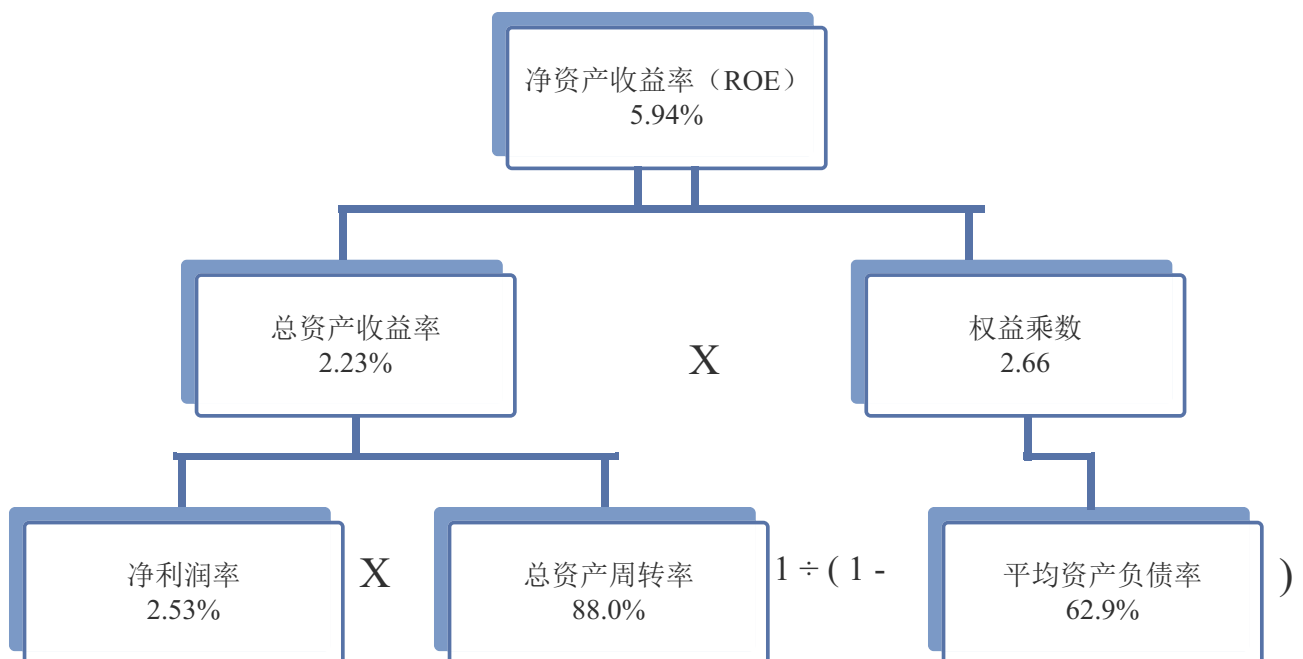 净资产收益率（ROE）
5.94%
总资产收益率
2.23%
X
权益乘数
2.66
净利润率
2.53%
X
总资产周转率
88.0%
1 ÷ ( 1 -
平均资产负债率
62.9%
)